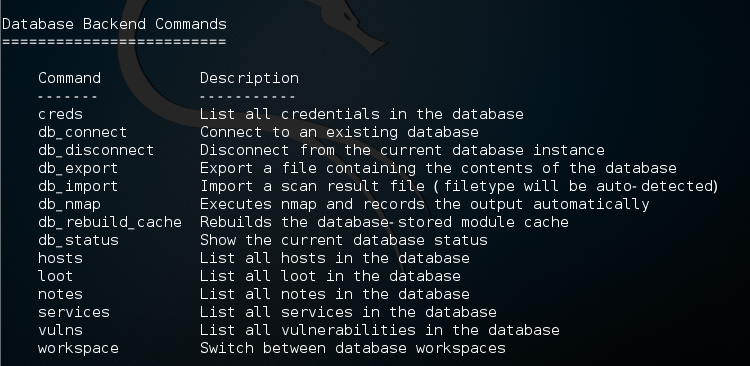 Database Backend Commands
=========================
Command Description
------- -----------
creds List all credentials in the database
db_connect Connect to an existing database
db_disconnect Disconnect from the current database instance
db_export Export a file containing the contents of the database
db_import Import a scan result file (filetype will be auto-detected)
db_nmap Executes nmap and records the output automatically
db_rebuild_cache Rebuilds the database-stored module cache
db_status Show the current database status
hosts List all hosts in the database
loot List all loot in the database
notes List all notes in the database
services List all services in the database
vulns List all vulnerabilities in the database
workspace Switch between database workspaces